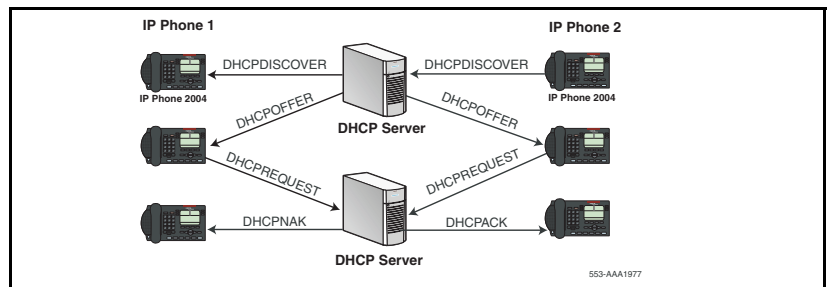 IP Phone 1
IP Phone 2
DHCPDISCOVER
DHCPDISCOVER
IP Phone 2004
IP Phone 2004
DHCPOFFER
DHCPOFFER
DHCP Server
DHCPREQUEST
DHCPREQUEST
DHCPNAK
DHCPACK
DHCP Server
553-AAA1977